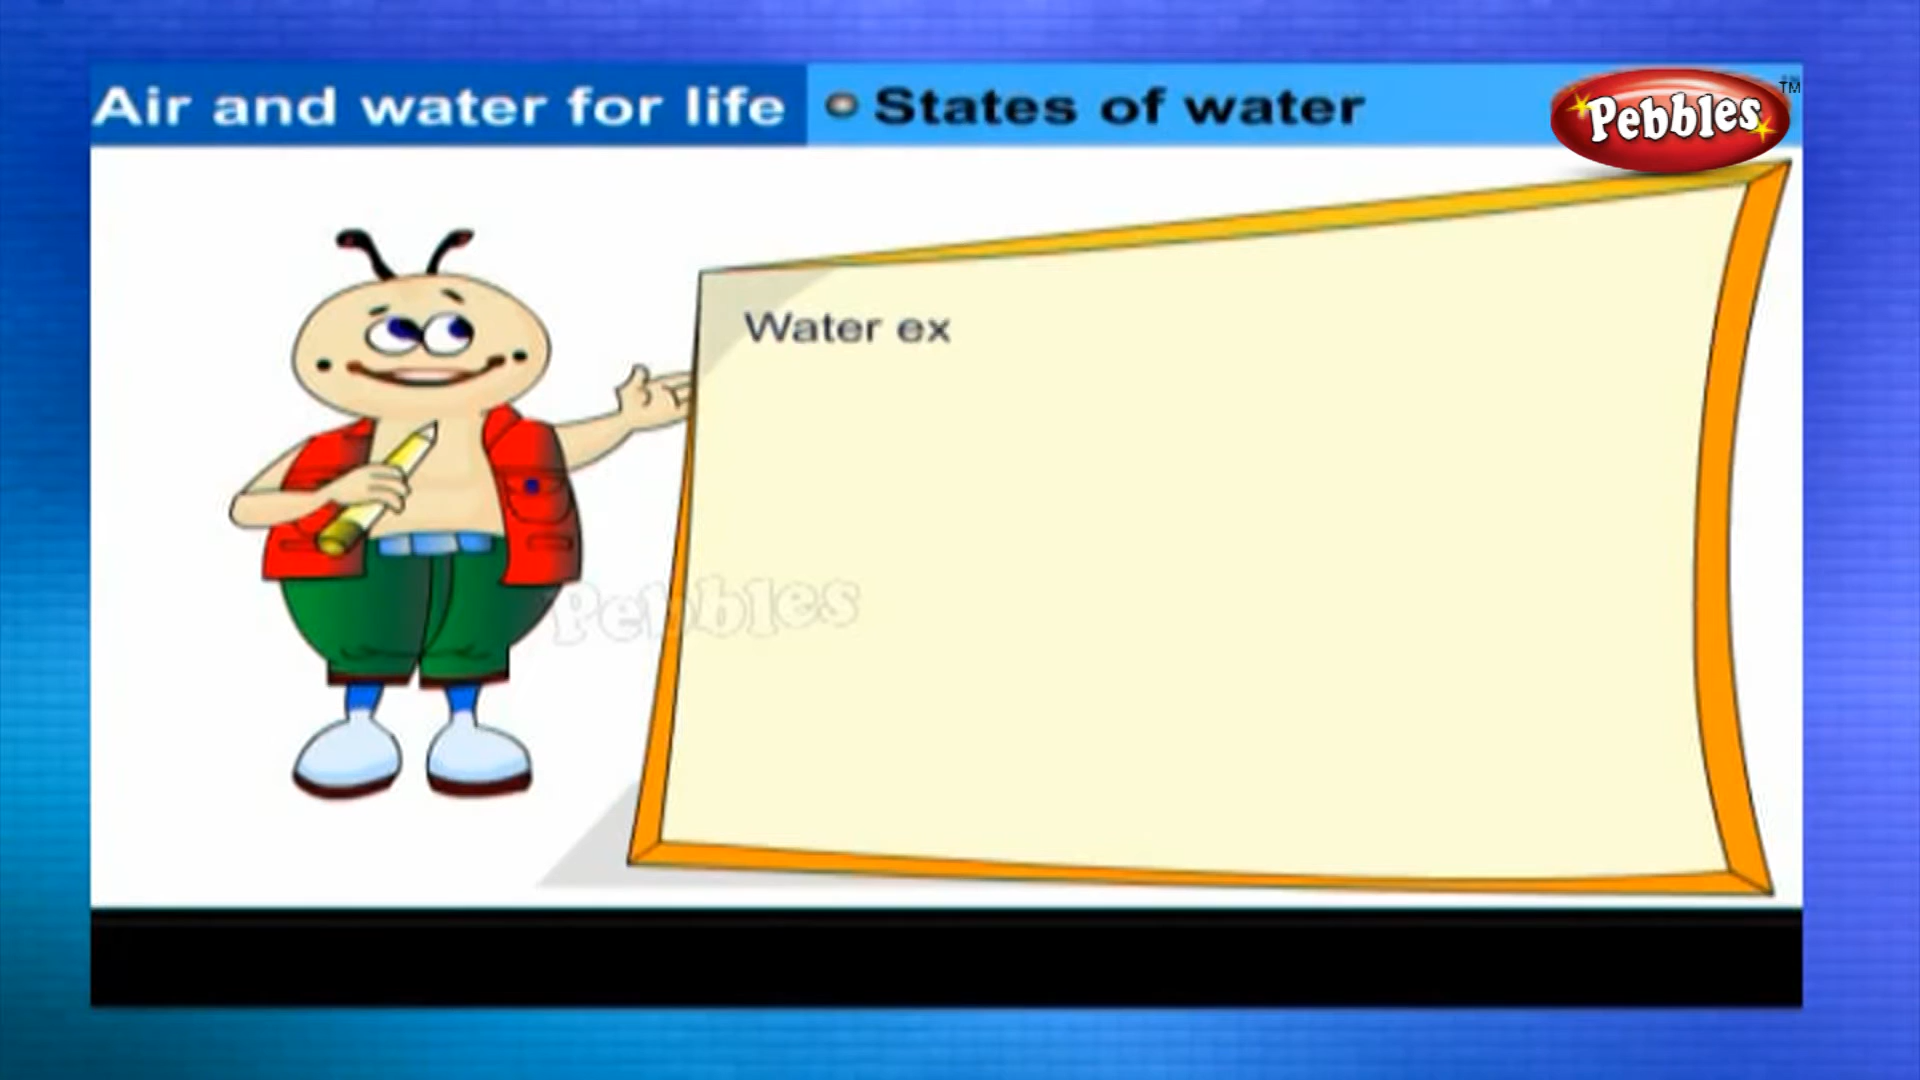 Air and water for life
States of water
Pebbles TM
Water ex
Pebbles